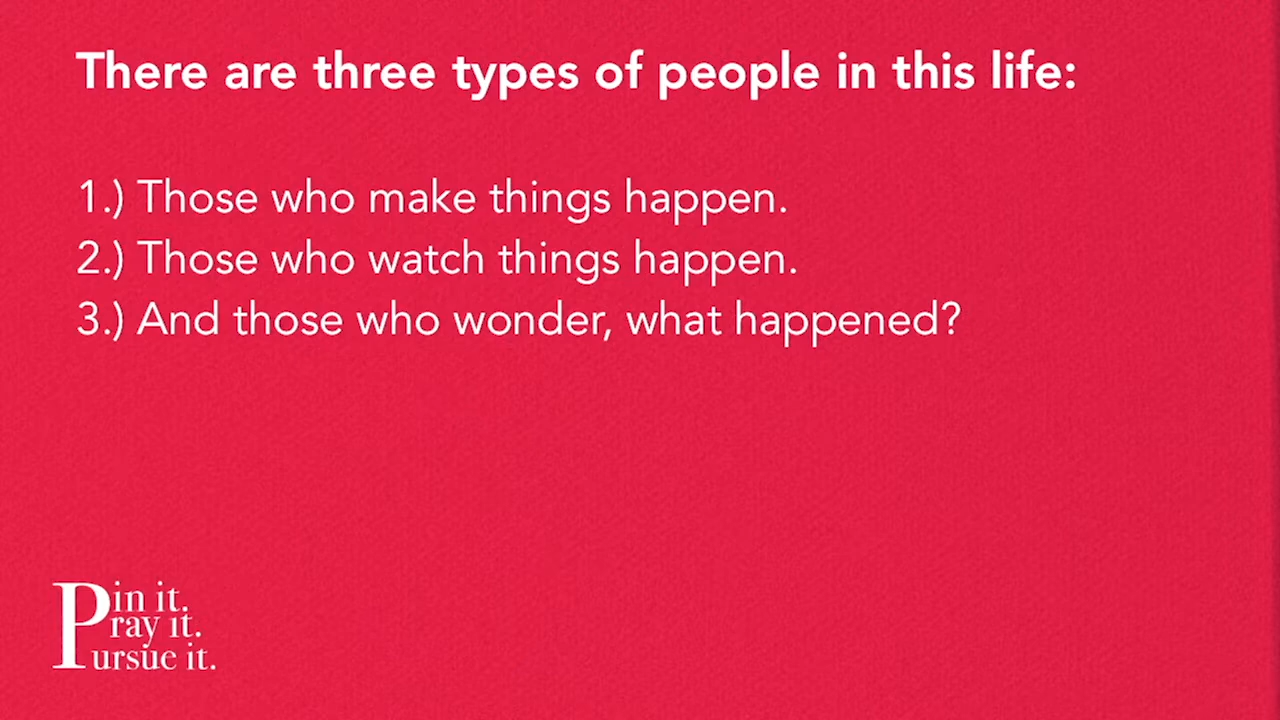 There are three types of people in this life:
1.) Those who make things happen.
2.) Those who watch things happen.
3.) And those who wonder, what happened?
Pin it.
Pray it.
Pursue it.